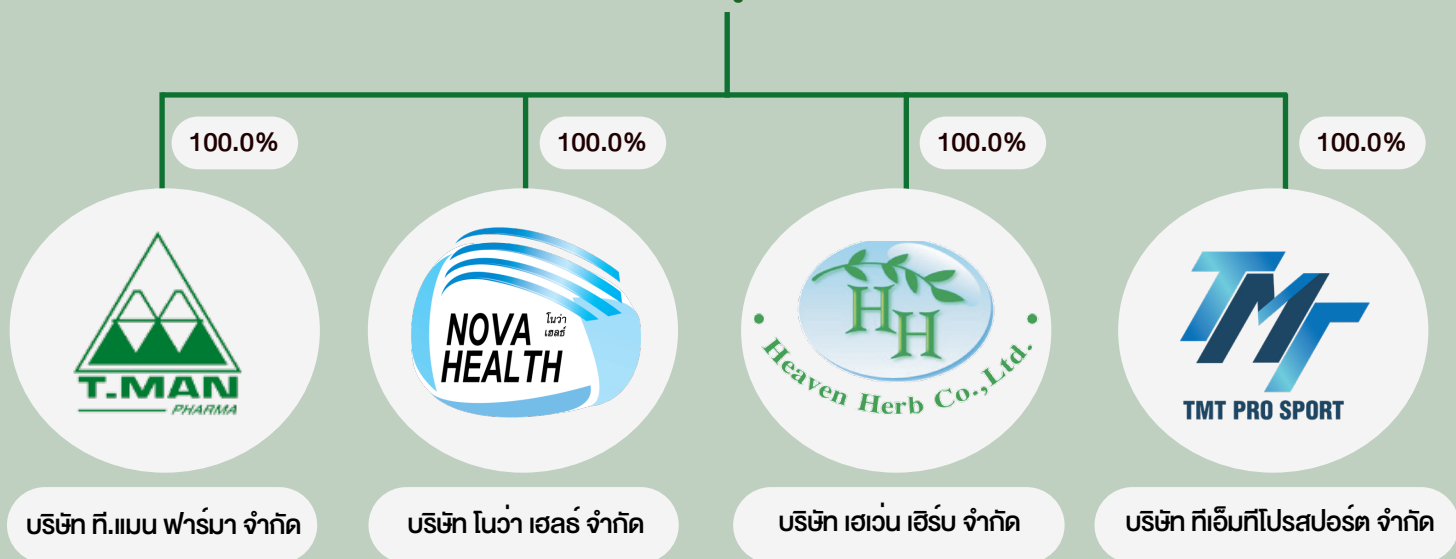 100.0%
100.0%
100.0%
100.0%
T.MAN
PHARMA
NOVA
HEALTH
โนว่า
เฮลธ์
HH
Heaven Herb Co., Ltd.
TMT
TMT PRO SPORT
บริษัท ที.แมน ฟาร์มา จำกัด
บริษัท โนว่า เฮลธ์ จำกัด
บริษัท เฮเว่น เฮิร์บ จำกัด
บริษัท ทีเอ็มทีโปรสปอร์ต จำกัด